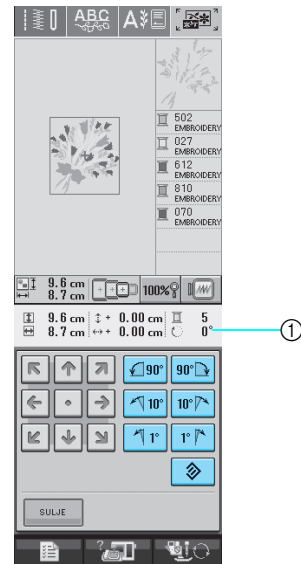 ABC
A
502
EMBROIDERY
027
EMBROIDERY
612
EMBROIDERY
810
EMBROIDERY
070
EMBROIDERY
9.6 cm
8.7 cm
100%
9.6 cm + 0.00 cm 5
8.7 cm + 0.00 cm 0°
1
90° 90°
10° 10°
1° 1°
SULJE
?